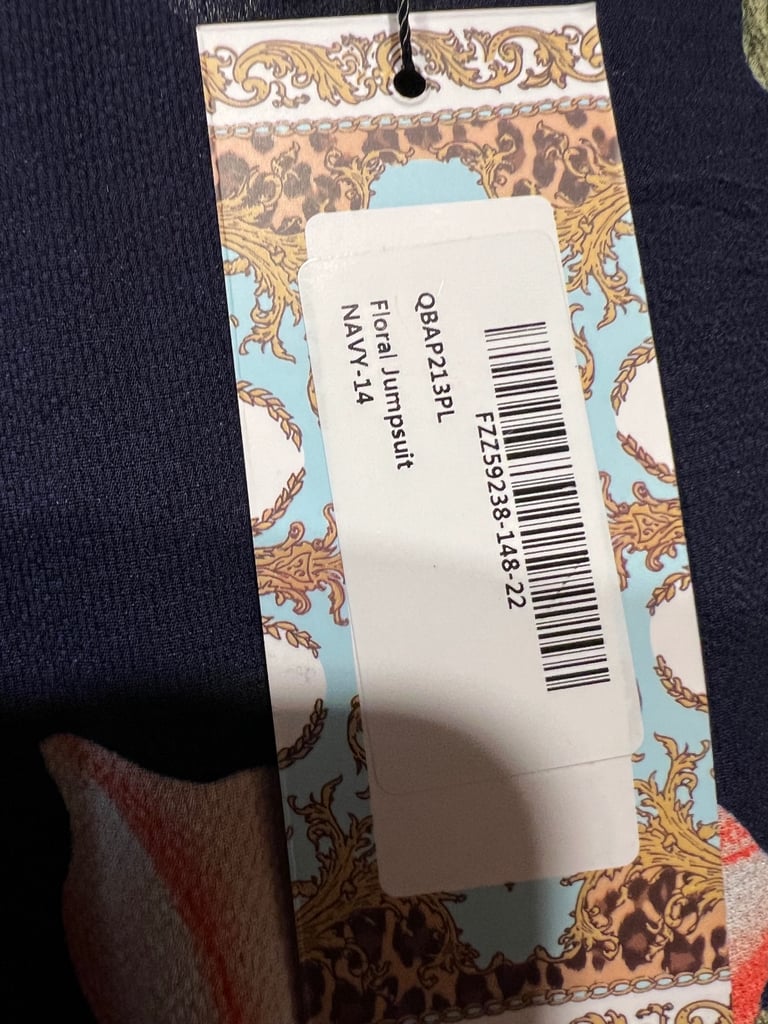 FZZ59238-148-22
QBAP213PL
Floral Jumpsuit
NAVY-14